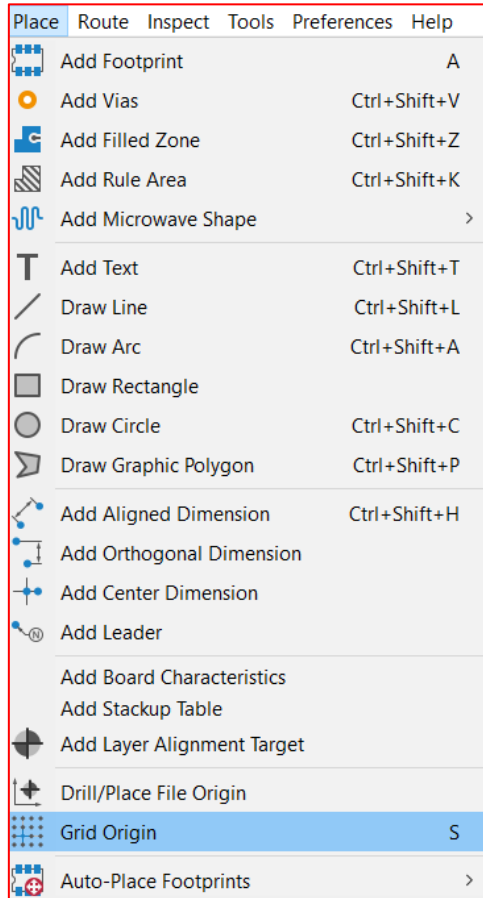 Place Route Inspect Tools Preferences Help
Add Footprint A
Add Vias Ctrl+Shift+V
Add Filled Zone Ctrl+Shift+Z
Add Rule Area Ctrl+Shift+K
Add Microwave Shape >
Add Text Ctrl+Shift+T
Draw Line Ctrl+Shift+L
Draw Arc Ctrl+Shift+A
Draw Rectangle
Draw Circle Ctrl+Shift+C
Draw Graphic Polygon Ctrl+Shift+P
Add Aligned Dimension Ctrl+Shift+H
Add Orthogonal Dimension
Add Center Dimension
Add Leader
Add Board Characteristics
Add Stackup Table
Add Layer Alignment Target
Drill/Place File Origin
Grid Origin S
Auto-Place Footprints >